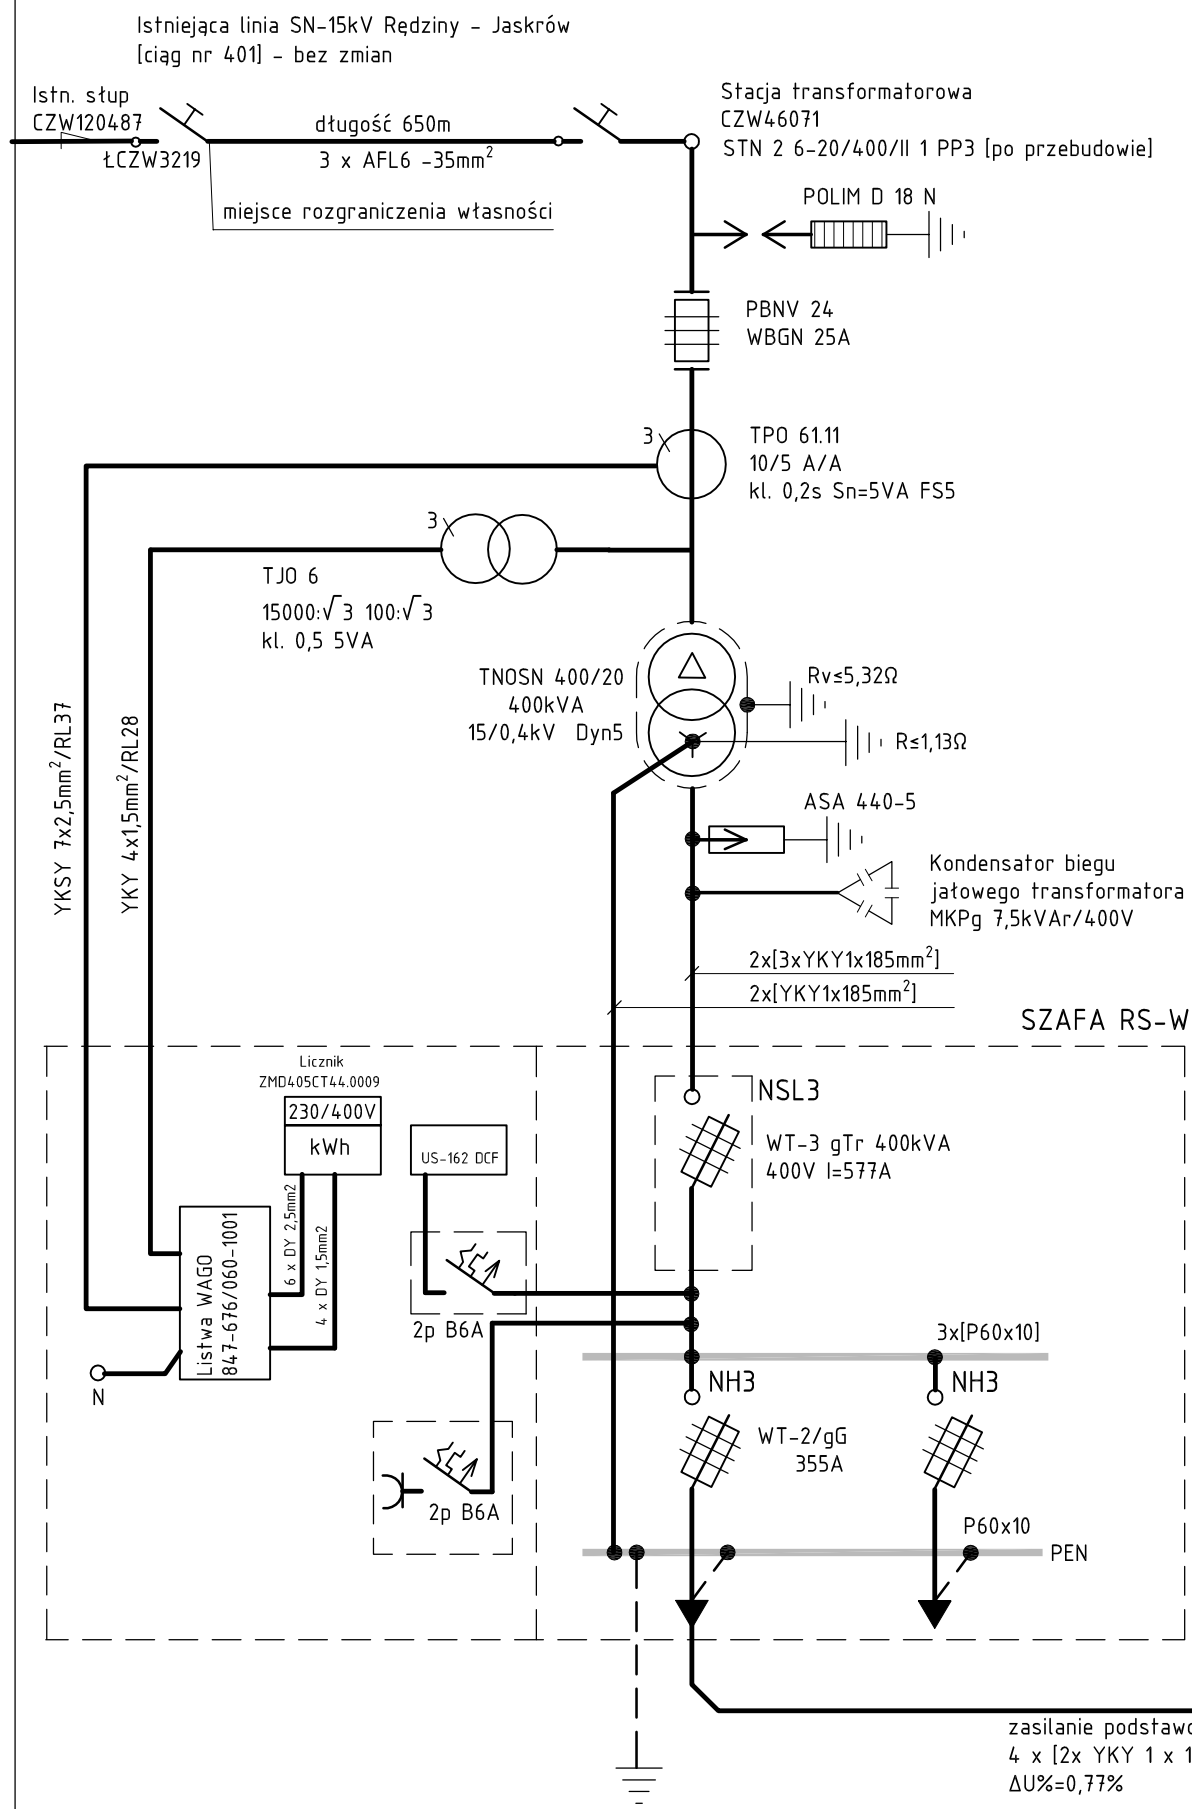 Istniejąca linia SN-15kV Rędziny - Jaskrów
[ciąg nr 401] - bez zmian
Istn. słup
CZW120487
ŁCZW3219
długość 650m
3 x AFL6 -35mm²
miejsce rozgraniczenia własności
Stacja transformatorowa
CZW46071
STN 2 6-20/400/II 1 PP3 [po przebudowie]
POLIM D 18 N
PBNV 24
WBGN 25A
3
TPO 61.11
10/5 A/A
kl. 0,2s Sn=5VA FS5
3
TJO 6
15000:√3 100:√3
kl. 0,5 5VA
TNOSN 400/20
400kVA
15/0,4kV Dyn5
Rv≤5,32Ω
R≤1,13Ω
ASA 440-5
Kondensator biegu
jałowego transformatora
MKPg 7,5kVAr/400V
YKSY 7x2,5mm²/RL37
YKY 4x1,5mm²/RL28
2x[3xYKY1x185mm²]
2x[YKY1x185mm²]
SZAFA RS-W
Licznik
ZMD405CT44.0009
230/400V
kWh
US-162 DCF
6 x DY 2,5mm2
4 x DY 1,5mm2
Listwa WAGO
847-676/060-1001
N
2p B6A
2p B6A
NSL3
WT-3 gTr 400kVA
400V I=577A
3x[P60x10]
NH3
NH3
WT-2/gG
355A
P60x10
PEN
zasilanie podstawo
4 x [2x YKY 1 x 1
ΔU%=0,77%